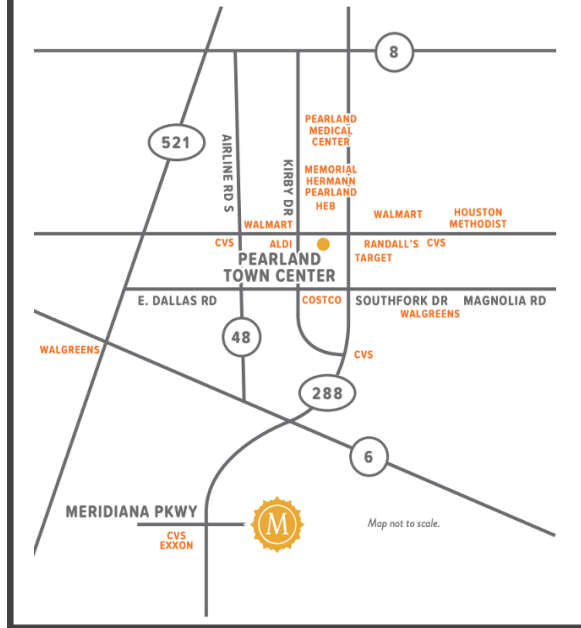 8
PEARLAND
MEDICAL
CENTER
521
AIRLINE RD S
KIRBY DR
MEMORIAL
HERMANN
PEARLAND
HEB
WALMART
WALMART
HOUSTON
METHODIST
CVS
ALDI
RANDALL'S
CVS
TARGET
PEARLAND
TOWN CENTER
E. DALLAS RD
COSTCO
SOUTHFORK DR
MAGNOLIA RD
WALGREENS
48
WALGREENS
CVS
288
6
MERIDIANA PKWY
M
Map not to scale.
CVS
EXXON